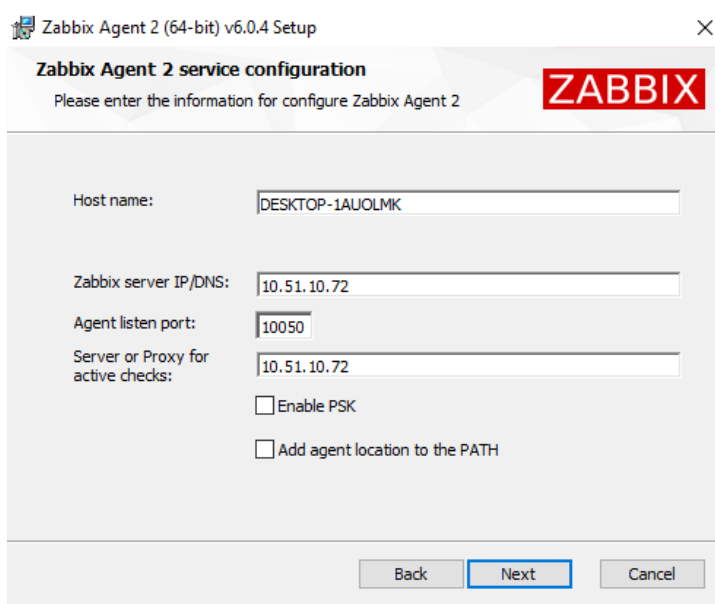 Zabbix Agent 2 (64-bit) v6.0.4 Setup
Zabbix Agent 2 service configuration
Please enter the information for configure Zabbix Agent 2
ZABBIX
Host name:
DESKTOP-1AUOLMK
Zabbix server IP/DNS:
10.51.10.72
Agent listen port:
10050
Server or Proxy for
active checks:
10.51.10.72
Enable PSK
Add agent location to the PATH
Back
Next
Cancel